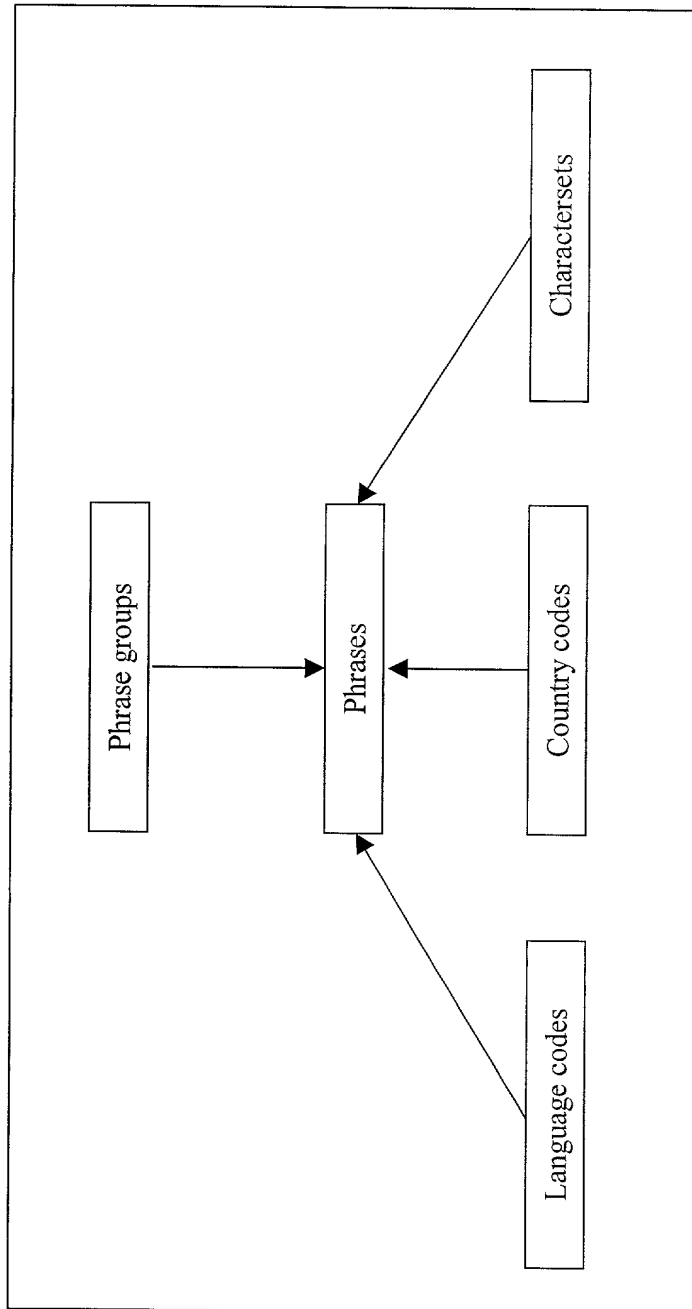 Phrase groups
Phrases
Language codes
Country codes
Charactersets